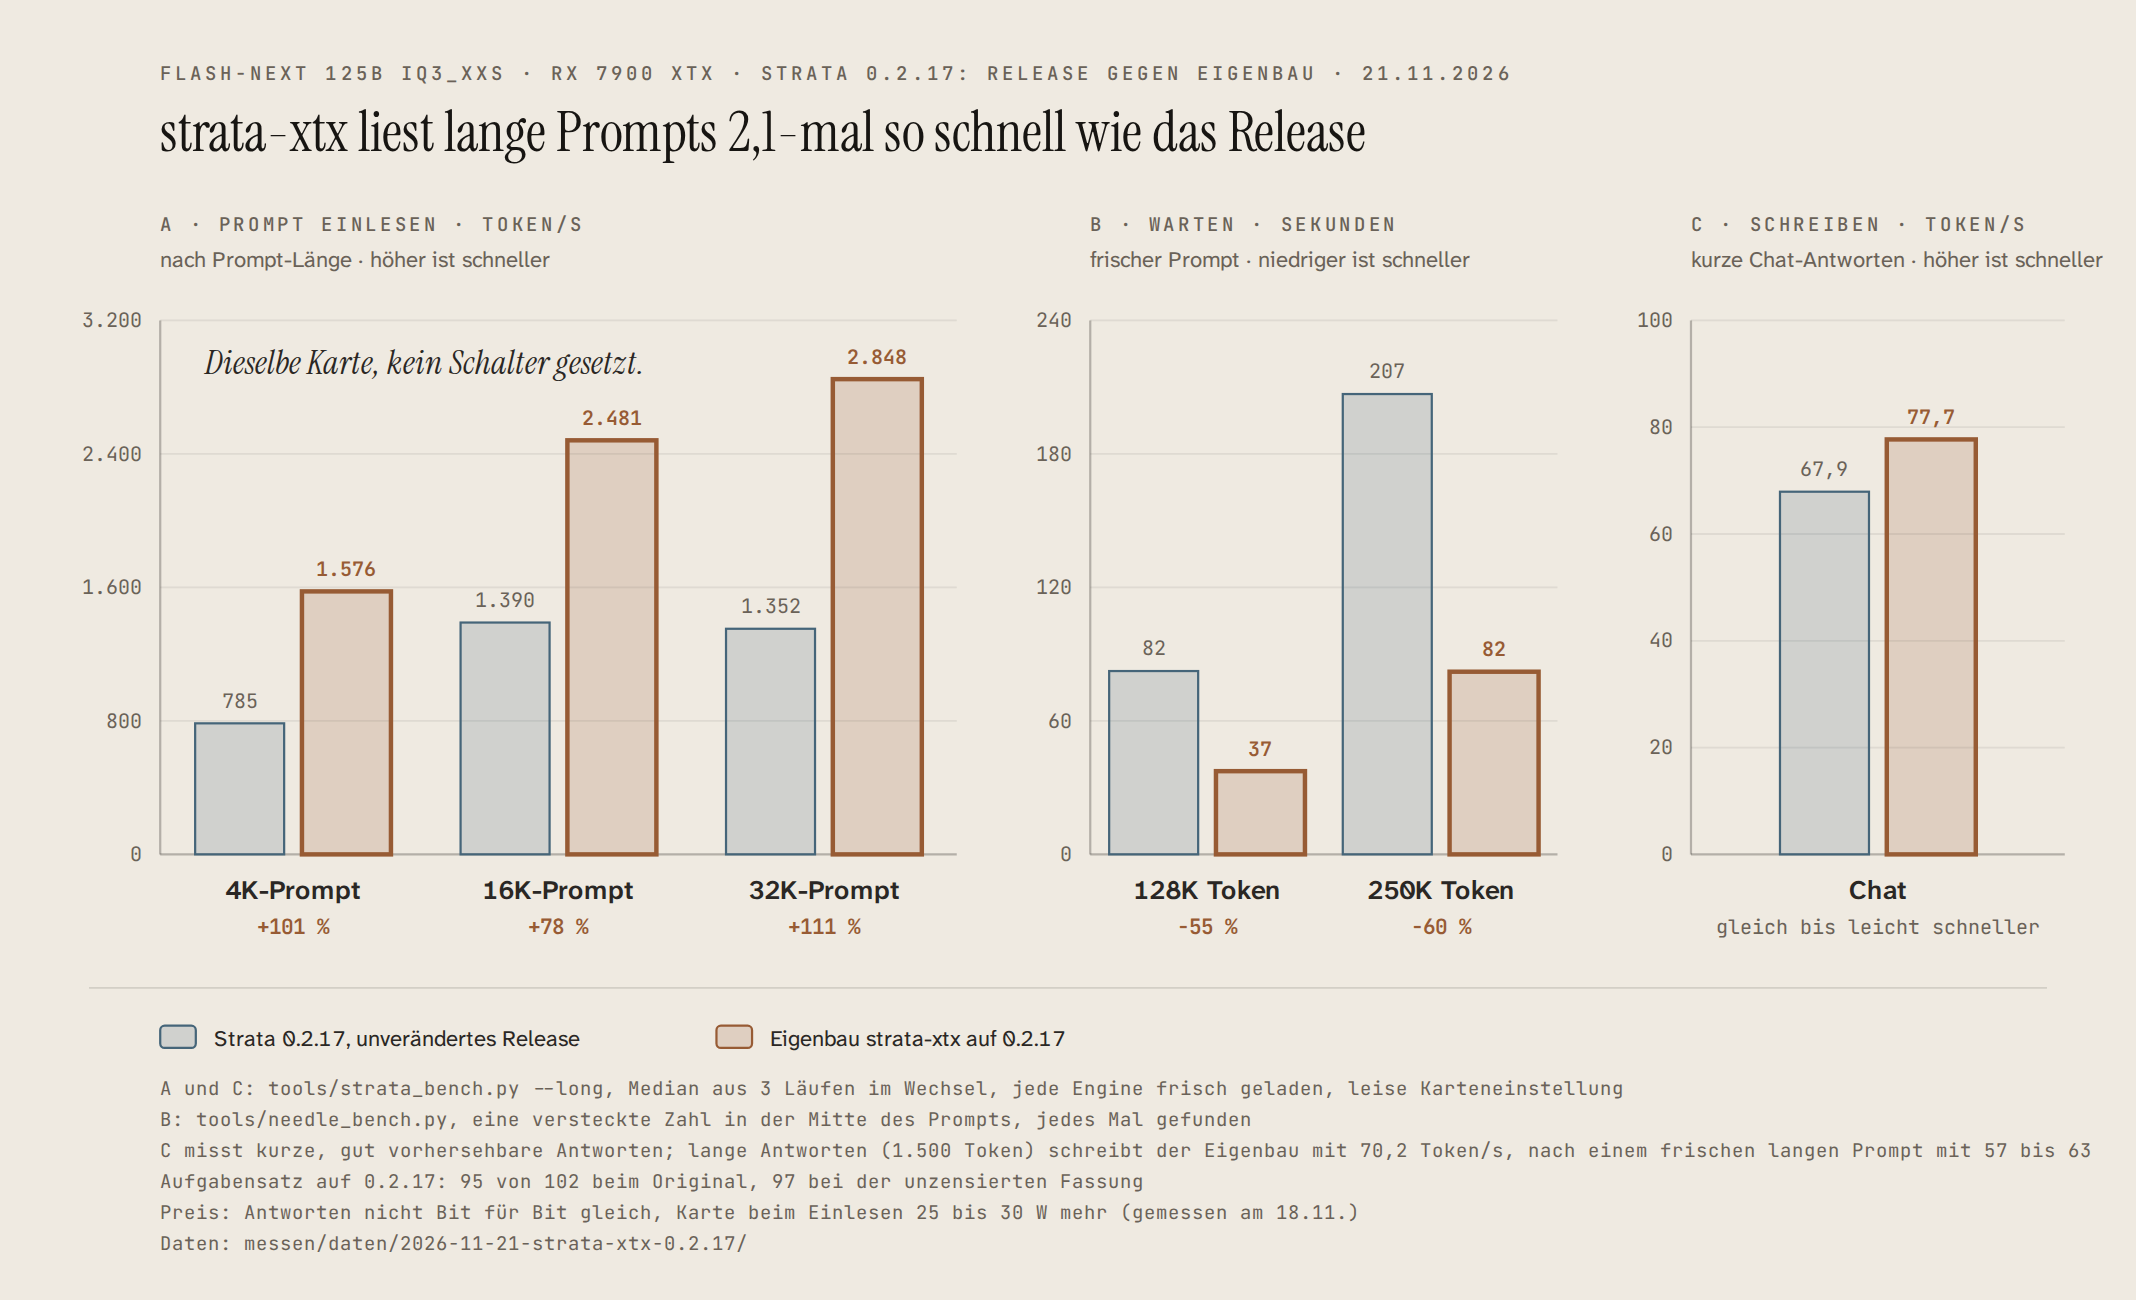 FLASH-NEXT 125B IQ3_XXS · RX 7900 XTX · STRATA 0.2.17: RELEASE GEGEN EIGENBAU · 21.11.2026
strata-xtx liest lange Prompts 2,1-mal so schnell wie das Release
A · PROMPT EINLESEN · TOKEN/S
nach Prompt-Länge · höher ist schneller
3.200
2.400
1.600
800
0
Dieselbe Karte, kein Schalter gesetzt.
785
1.576
1.390
2.481
1.352
2.848
4K-Prompt
+101 %
16K-Prompt
+78 %
32K-Prompt
+111 %
B · WARTEN · SEKUNDEN
frischer Prompt · niedriger ist schneller
240
180
120
60
0
82
37
207
82
128K Token
-55 %
250K Token
-60 %
C · SCHREIBEN · TOKEN/S
kurze Chat-Antworten · höher ist schneller
100
80
60
40
20
0
67,9
77,7
Chat
gleich bis leicht schneller
Strata 0.2.17, unverändertes Release
Eigenbau strata-xtx auf 0.2.17
A und C: tools/strata_bench.py --long, Median aus 3 Läufen im Wechsel, jede Engine frisch geladen, leise Karteneinstellung
B: tools/needle_bench.py, eine versteckte Zahl in der Mitte des Prompts, jedes Mal gefunden
C misst kurze, gut vorhersehbare Antworten; lange Antworten (1.500 Token) schreibt der Eigenbau mit 70,2 Token/s, nach einem frischen langen Prompt mit 57 bis 63
Aufgabensatz auf 0.2.17: 95 von 102 beim Original, 97 bei der unzensierten Fassung
Preis: Antworten nicht Bit für Bit gleich, Karte beim Einlesen 25 bis 30 W mehr (gemessen am 18.11.)
Daten: messen/daten/2026-11-21-strata-xtx-0.2.17/